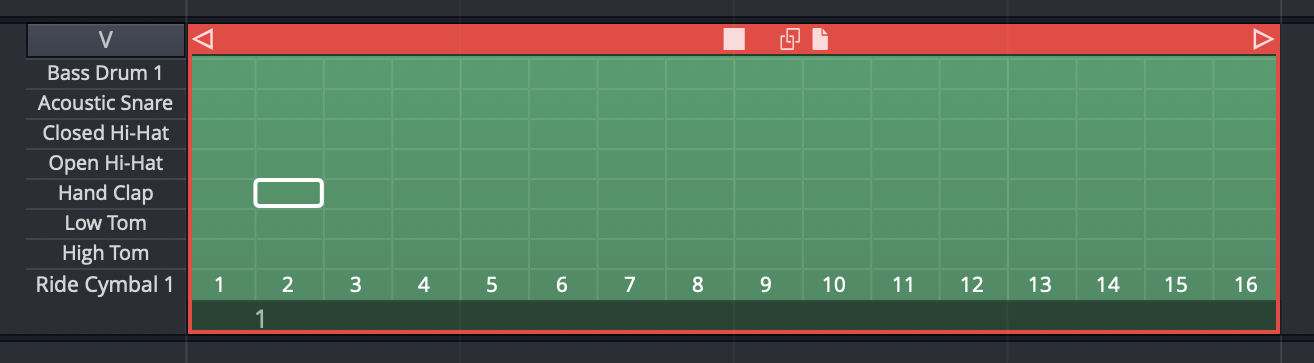 V
Bass Drum 1
Acoustic Snare
Closed Hi-Hat
Open Hi-Hat
Hand Clap
Low Tom
High Tom
Ride Cymbal 1 1 2 3 4 5 6 7 8 9 10 11 12 13 14 15 16
1